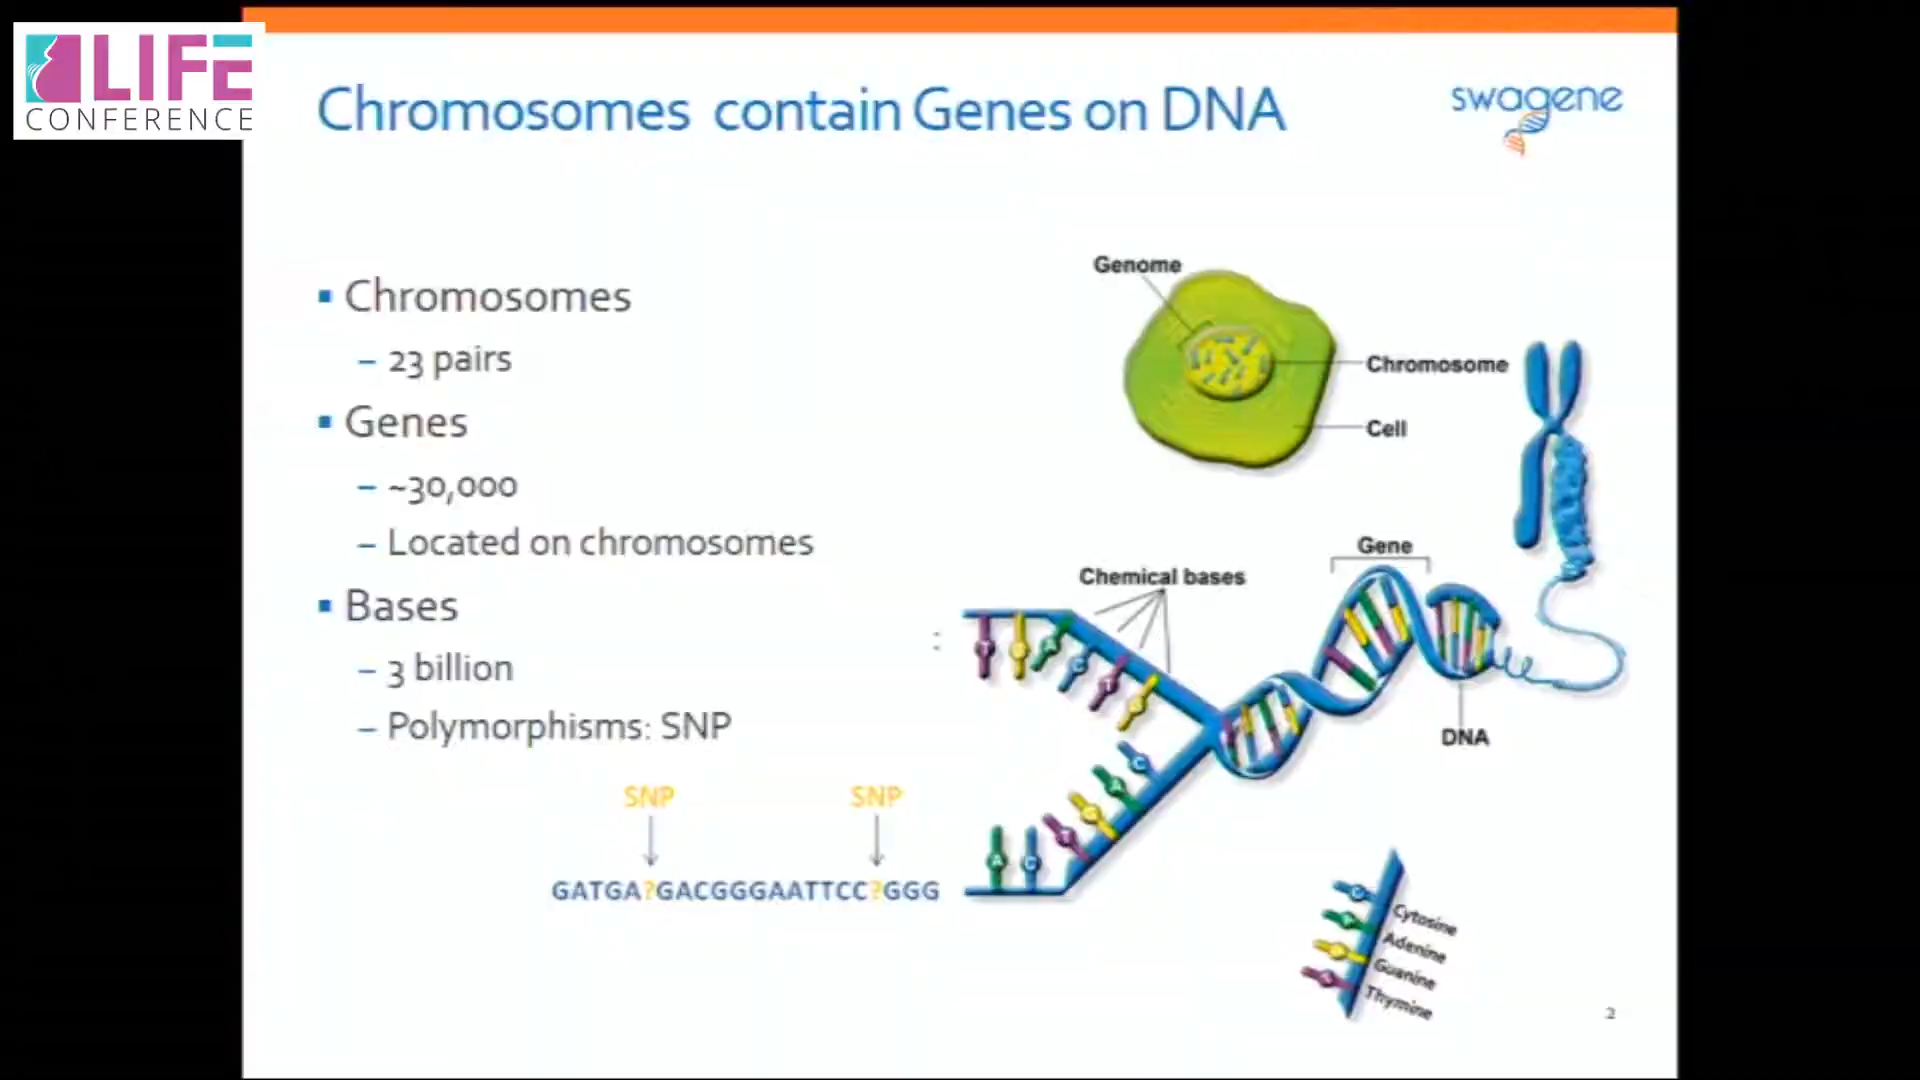 LIFE
CONFERENCE
Chromosomes contain Genes on DNA
swagene
Chromosomes
– 23 pairs
Genes
– ~30,000
– Located on chromosomes
Bases
– 3 billion
– Polymorphisms: SNP
SNP SNP
GATGA?GACGGGAATTCC?GGG
Genome
Chromosome
Cell
Gene
Chemical bases
:
DNA
T
C
T
C
A
A
C
Cytosine
Adenine
Guanine
Thymine
2